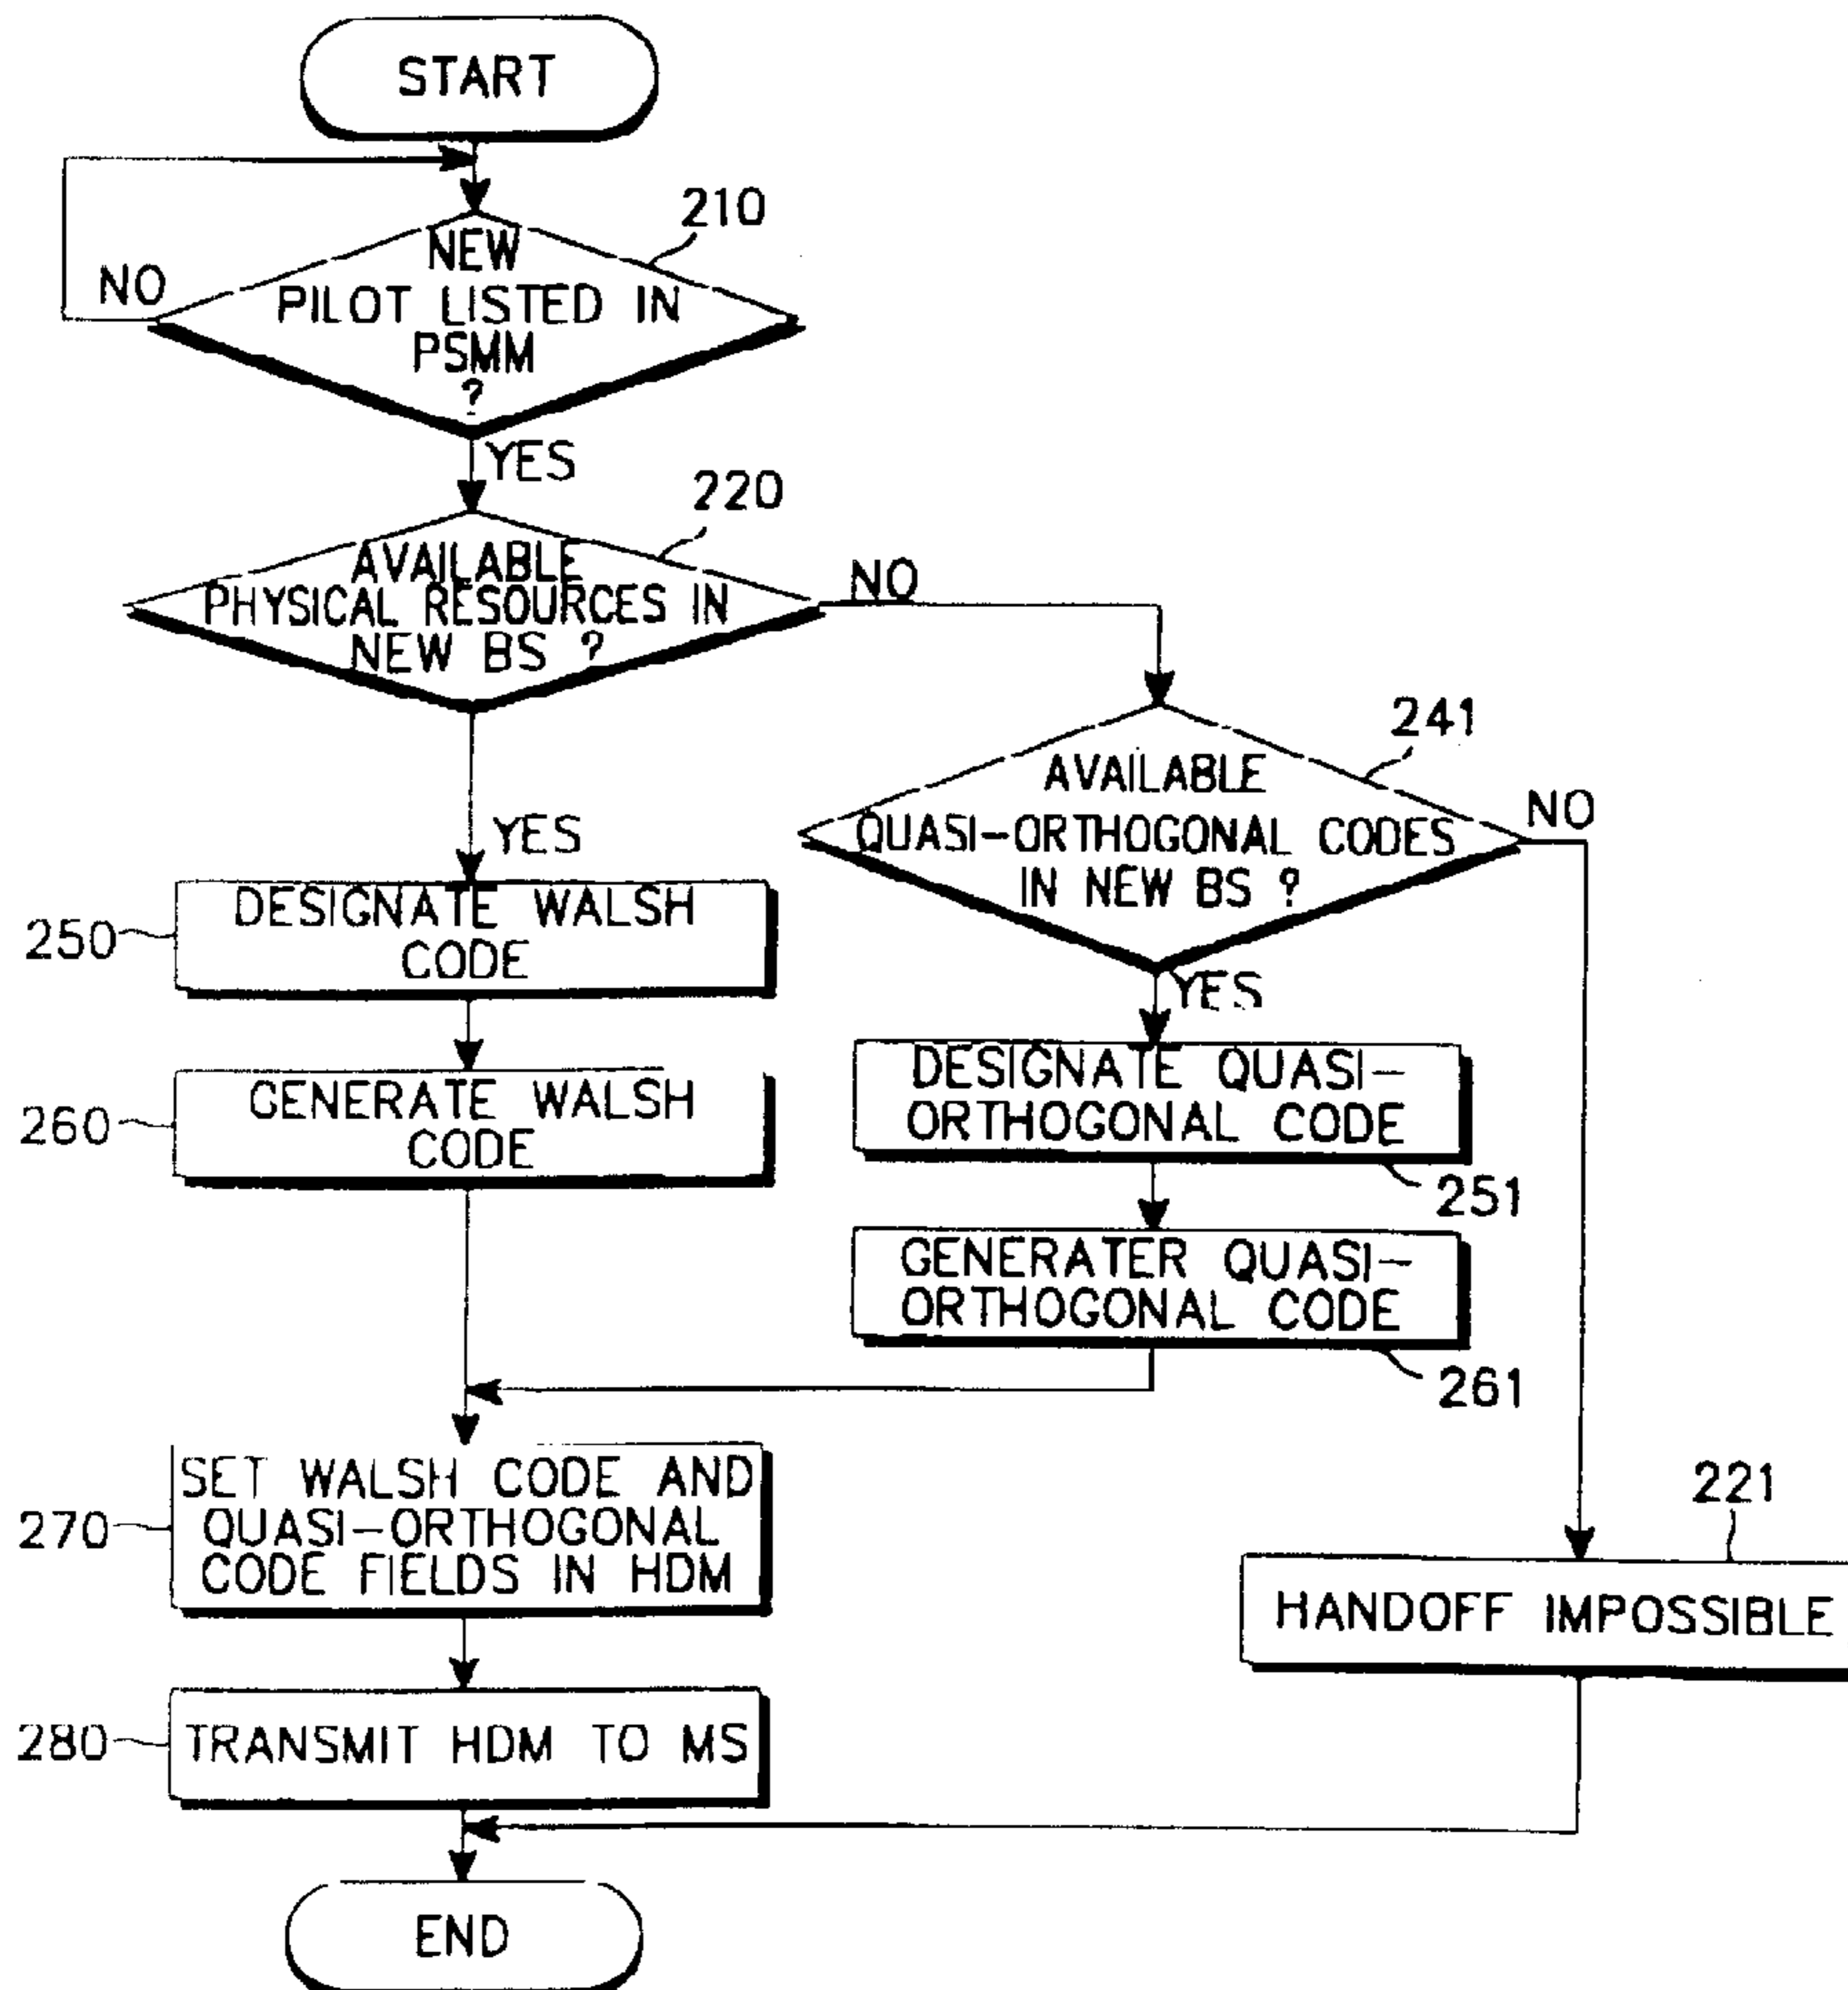 START
210
NEW
PILOT LISTED IN
PSMM
?
NO
YES
220
AVAILABLE
PHYSICAL RESOURCES IN
NEW BS ?
NO
YES
241
AVAILABLE
QUASI-ORTHOGONAL CODES
IN NEW BS ?
NO
YES
250
DESIGNATE WALSH
CODE
260
GENERATE WALSH
CODE
DESIGNATE QUASI-
ORTHOGONAL CODE
251
GENERATER QUASI-
ORTHOGONAL CODE
261
270
SET WALSH CODE AND
QUASI-ORTHOGONAL
CODE FIELDS IN HDM
221
HANDOFF IMPOSSIBLE
280
TRANSMIT HDM TO MS
END